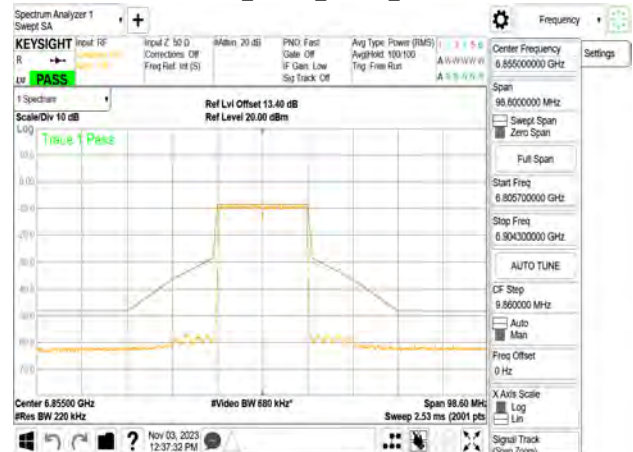 Spectrum Analyzer 1
Swept SA
+
Frequency
KEYSIGHT
Input: RF
Input Z: 50 Ω
Corrections: Off
Freq Ref: Int (S)
#Atten: 20 dB
PNO: Fast
Gate: Off
IF Gain: Low
Sig Track: Off
Avg Type: Power (RMS)
Avg|Hold: 100/100
Trig: Free Run
R
LV PASS
Center Frequency
6.855000000 GHz
Settings
Span
98.6000000 MHz
Swept Span
Zero Span
Full Span
Start Freq
6.805700000 GHz
Stop Freq
6.904300000 GHz
AUTO TUNE
CF Step
9.860000 MHz
Auto
Man
Freq Offset
0 Hz
X Axis Scale
Log
Lin
Signal Track
(Span Zoom)
1 Spectrum
Scale/Div 10 dB
Ref Lvl Offset 13.40 dB
Ref Level 20.00 dBm
Log
Trace 1 Pass
Center 6.85500 GHz
#Res BW 220 kHz
#Video BW 680 kHz*
Span 98.60 MHz
Sweep 2.53 ms (2001 pts
?
Nov 03, 2023
12:37:32 PM